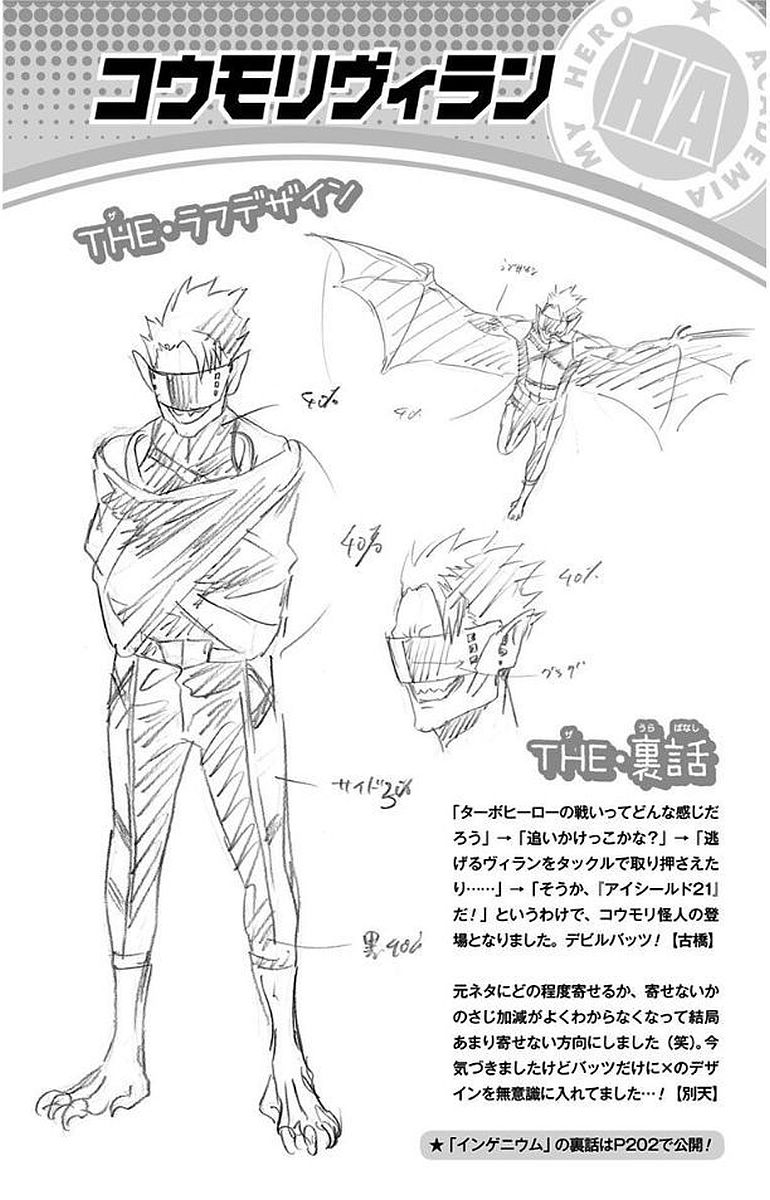 コウモリヴィラン
MY HERO ACADEMIA
HA
ザ
THE・ラフデザイン
40%
4%
40%
40%
サイド30%
黒40%
ザ うら ばなし
THE・裏話
「ターボヒーローの戦いってどんな感じだ
ろう」→「追いかけっこかな?」→「逃
げるヴィランをタックルで取り押さえた
り……」→「そうか、『アイシールド21』
だ!」というわけで、コウモリ怪人の登
場となりました。デビルバッツ!【古橋】
元ネタにどの程度寄せるか、寄せないか
のさじ加減がよくわからなくなって結局
あまり寄せない方向にしました(笑)。今
気づきましたけどバッツだけに×のデザ
インを無意識に入れてました…!【別天】
★「インゲニウム」の裏話はP202で公開!